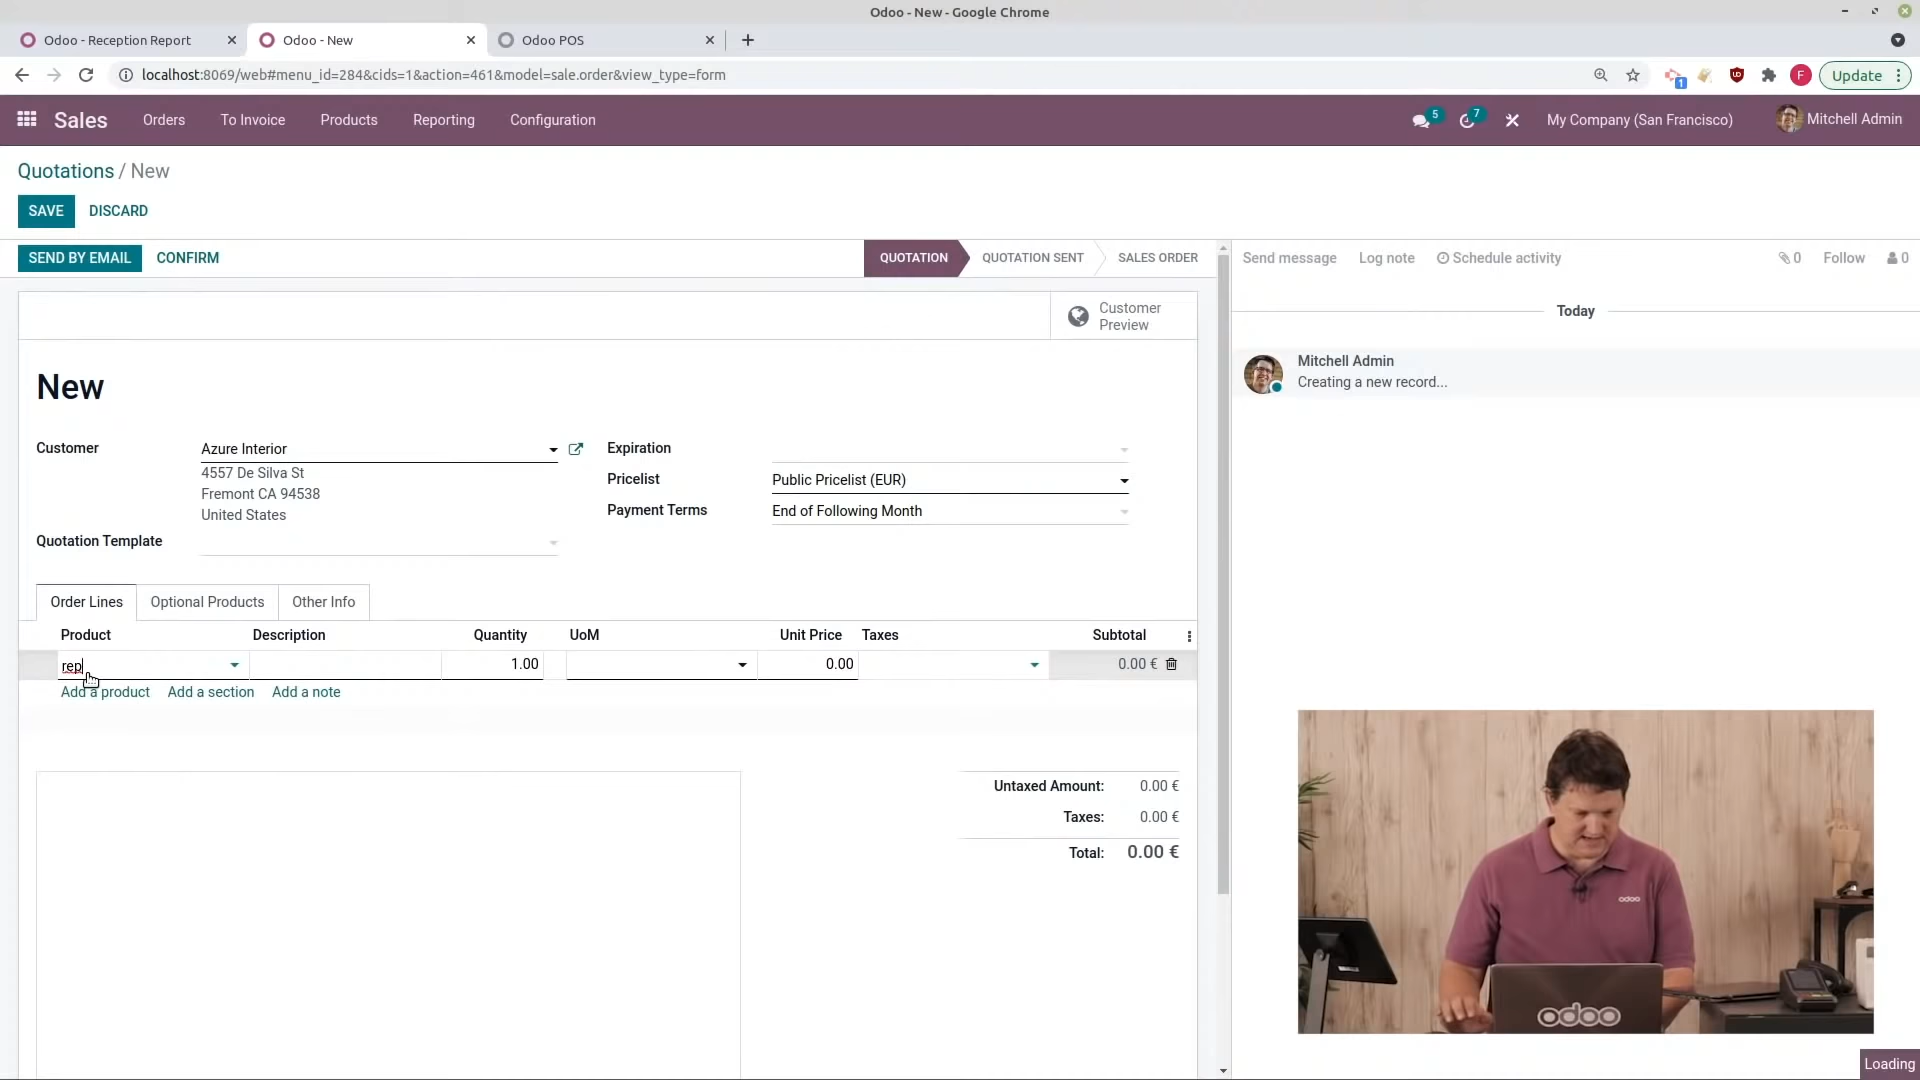 Odoo - New - Google Chrome
Odoo - Reception Report
Odoo - New
Odoo POS
localhost:8069/web#menu_id=284&cids=1&action=461&model=sale.order&view_type=form
1
F
Update
Sales
Orders
To Invoice
Products
Reporting
Configuration
5
7
My Company (San Francisco)
Mitchell Admin
Quotations / New
SAVE
DISCARD
SEND BY EMAIL
CONFIRM
QUOTATION
QUOTATION SENT
SALES ORDER
Send message
Log note
Schedule activity
0
Follow
0
Customer
Preview
Today
Mitchell Admin
Creating a new record...
New
Customer
Azure Interior
4557 De Silva St
Fremont CA 94538
United States
Quotation Template
Expiration
Pricelist
Public Pricelist (EUR)
Payment Terms
End of Following Month
Order Lines
Optional Products
Other Info
Product
Description
Quantity
UoM
Unit Price
Taxes
Subtotal
rep
1.00
0.00
0.00 €
Add a product
Add a section
Add a note
Untaxed Amount:
0.00 €
Taxes:
0.00 €
Total:
0.00 €
odoo
odoo
Loading